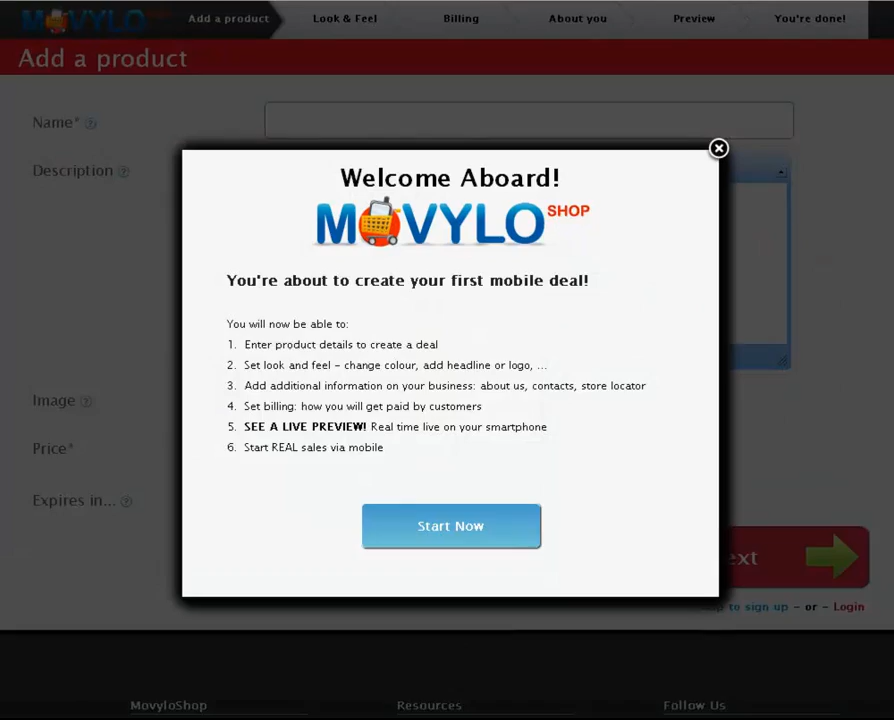 MOVYLO
Add a product
Look & Feel
Billing
About you
Preview
You're done!
Add a product
Name*
Description
Image
Price*
Expires in...
Welcome Aboard!
MOVYLO SHOP
You're about to create your first mobile deal!
You will now be able to:
1. Enter product details to create a deal
2. Set look and feel – change colour, add headline or logo, ...
3. Add additional information on your business: about us, contacts, store locator
4. Set billing: how you will get paid by customers
5. SEE A LIVE PREVIEW! Real time live on your smartphone
6. Start REAL sales via mobile
Start Now
to sign up – or – Login
MovyloShop
Resources
Follow Us